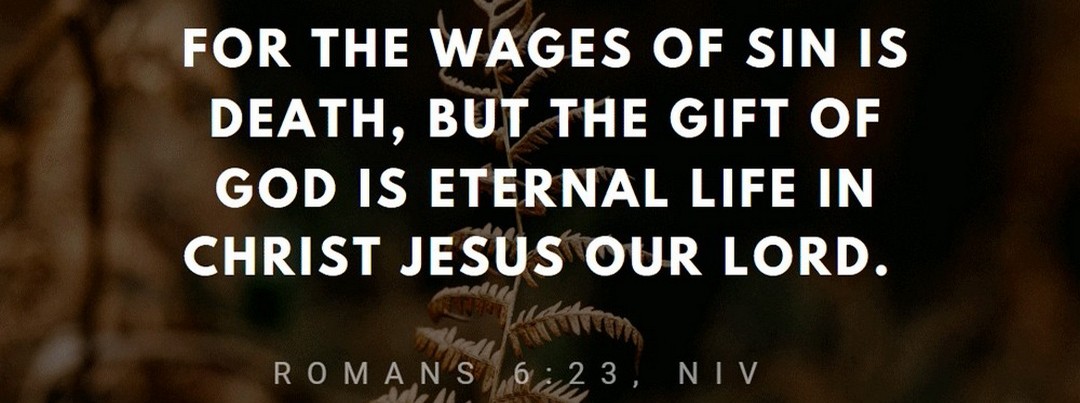 FOR THE WAGES OF SIN IS
DEATH, BUT THE GIFT OF
GOD IS ETERNAL LIFE IN
CHRIST JESUS OUR LORD.
ROMANS 6:23, NIV